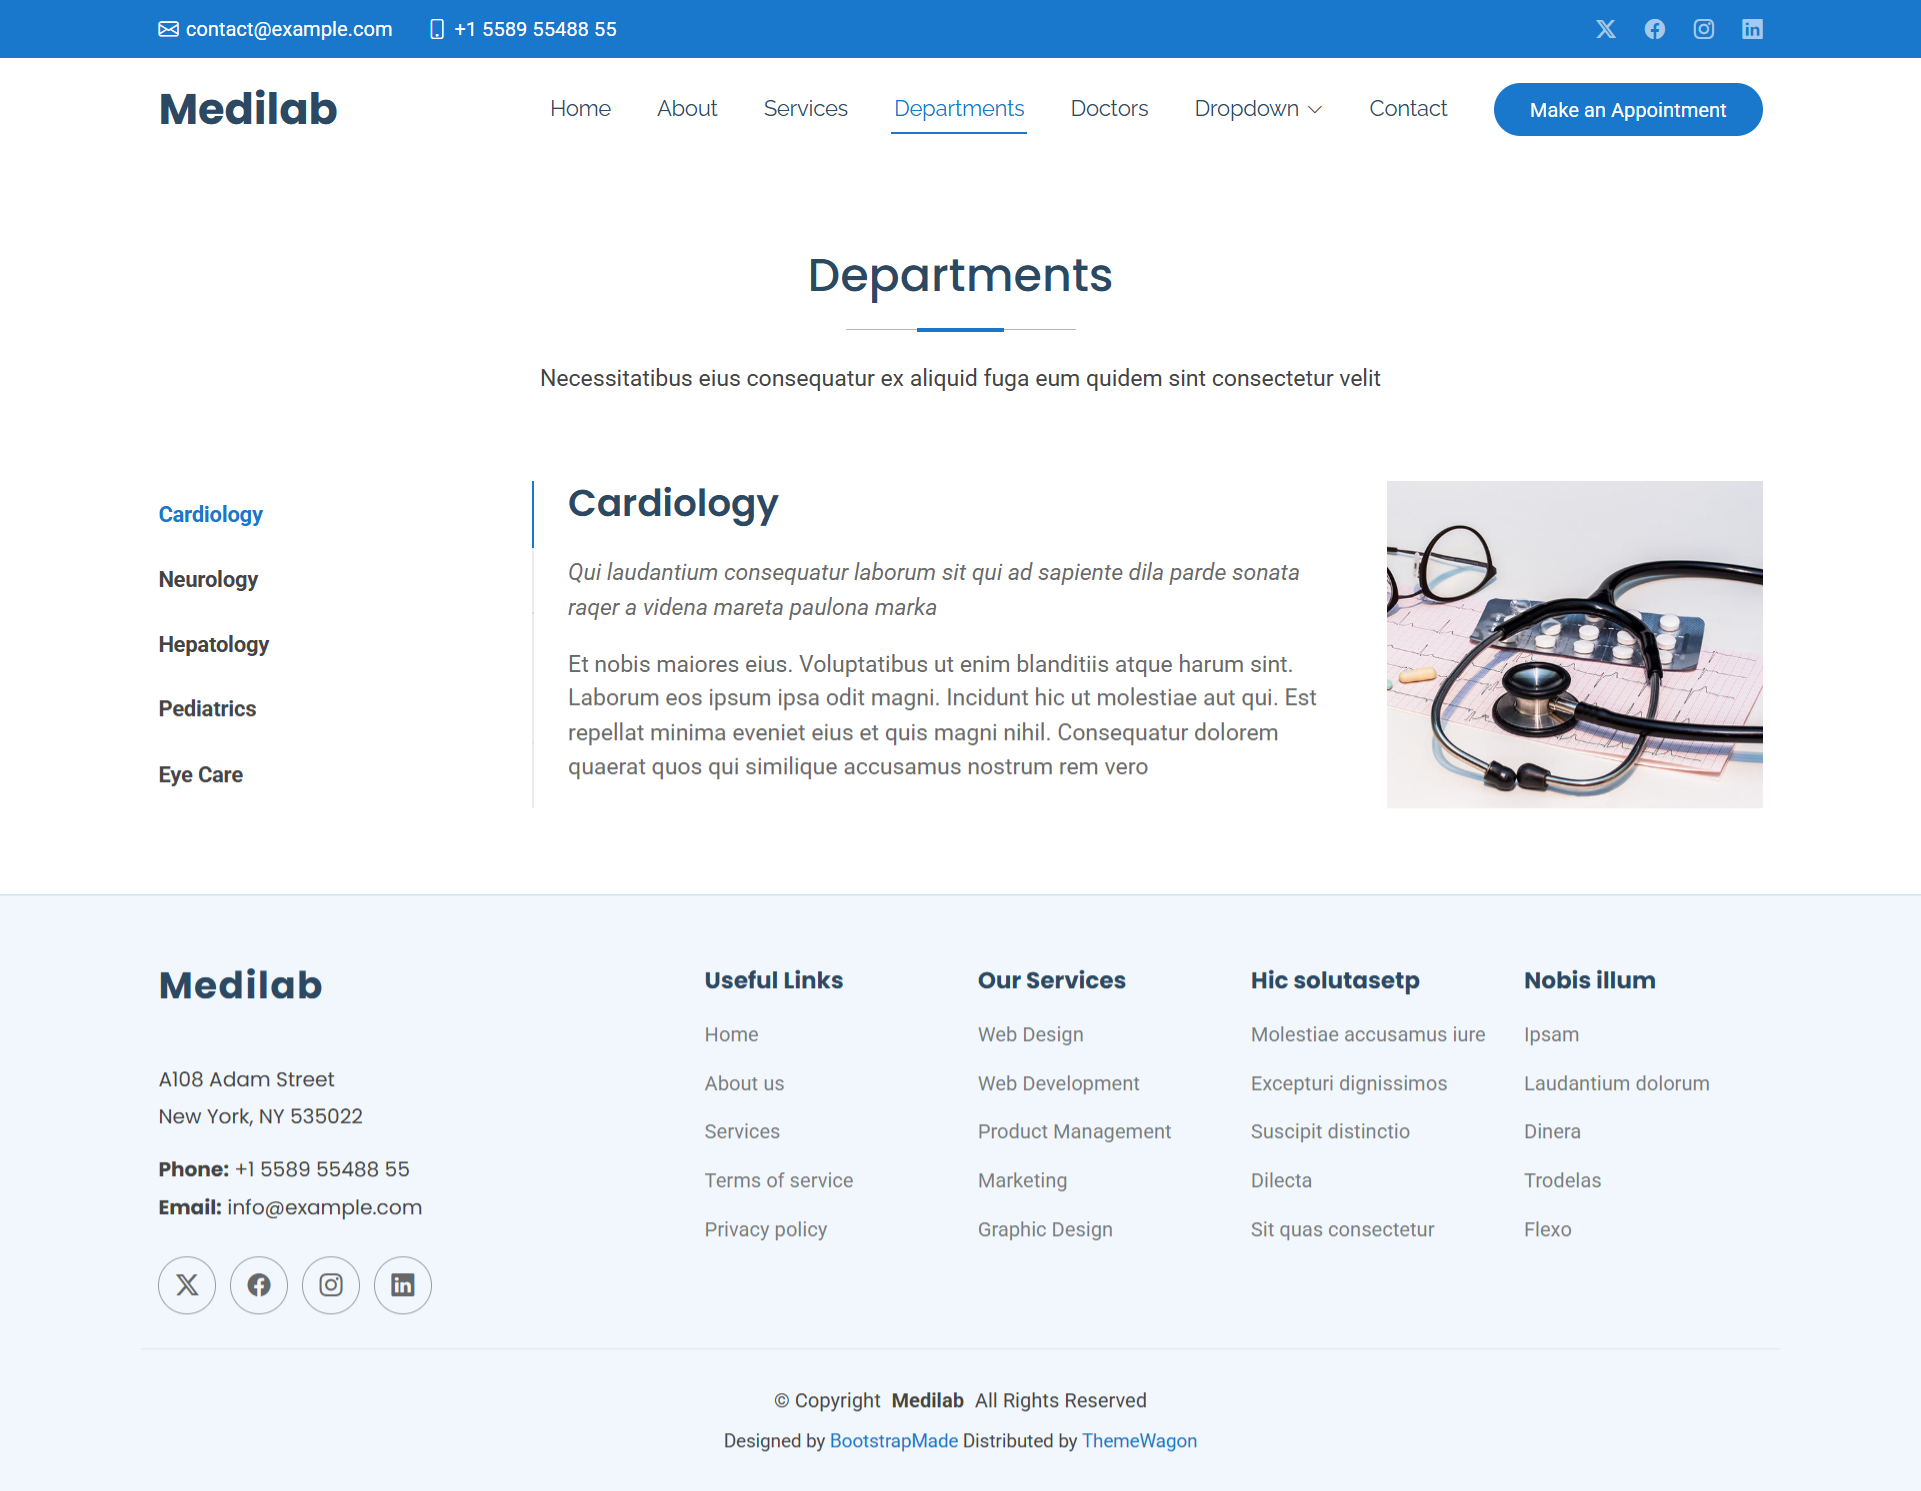 contact@example.com +1 5589 55488 55
Medilab Home About Services Departments Doctors Dropdown Contact Make an Appointment
Departments
Necessitatibus eius consequatur ex aliquid fuga eum quidem sint consectetur velit
Cardiology
Neurology
Hepatology
Pediatrics
Eye Care
Cardiology
Qui laudantium consequatur laborum sit qui ad sapiente dila parde sonata
raqer a videna mareta paulona marka
Et nobis maiores eius. Voluptatibus ut enim blanditiis atque harum sint.
Laborum eos ipsum ipsa odit magni. Incidunt hic ut molestiae aut qui. Est
repellat minima eveniet eius et quis magni nihil. Consequatur dolorem
quaerat quos qui similique accusamus nostrum rem vero
Medilab
A108 Adam Street
New York, NY 535022
Phone: +1 5589 55488 55
Email: info@example.com
Useful Links
Home
About us
Services
Terms of service
Privacy policy
Our Services
Web Design
Web Development
Product Management
Marketing
Graphic Design
Hic solutasetp
Molestiae accusamus iure
Excepturi dignissimos
Suscipit distinctio
Dilecta
Sit quas consectetur
Nobis illum
Ipsam
Laudantium dolorum
Dinera
Trodelas
Flexo
© Copyright Medilab All Rights Reserved
Designed by BootstrapMade Distributed by ThemeWagon